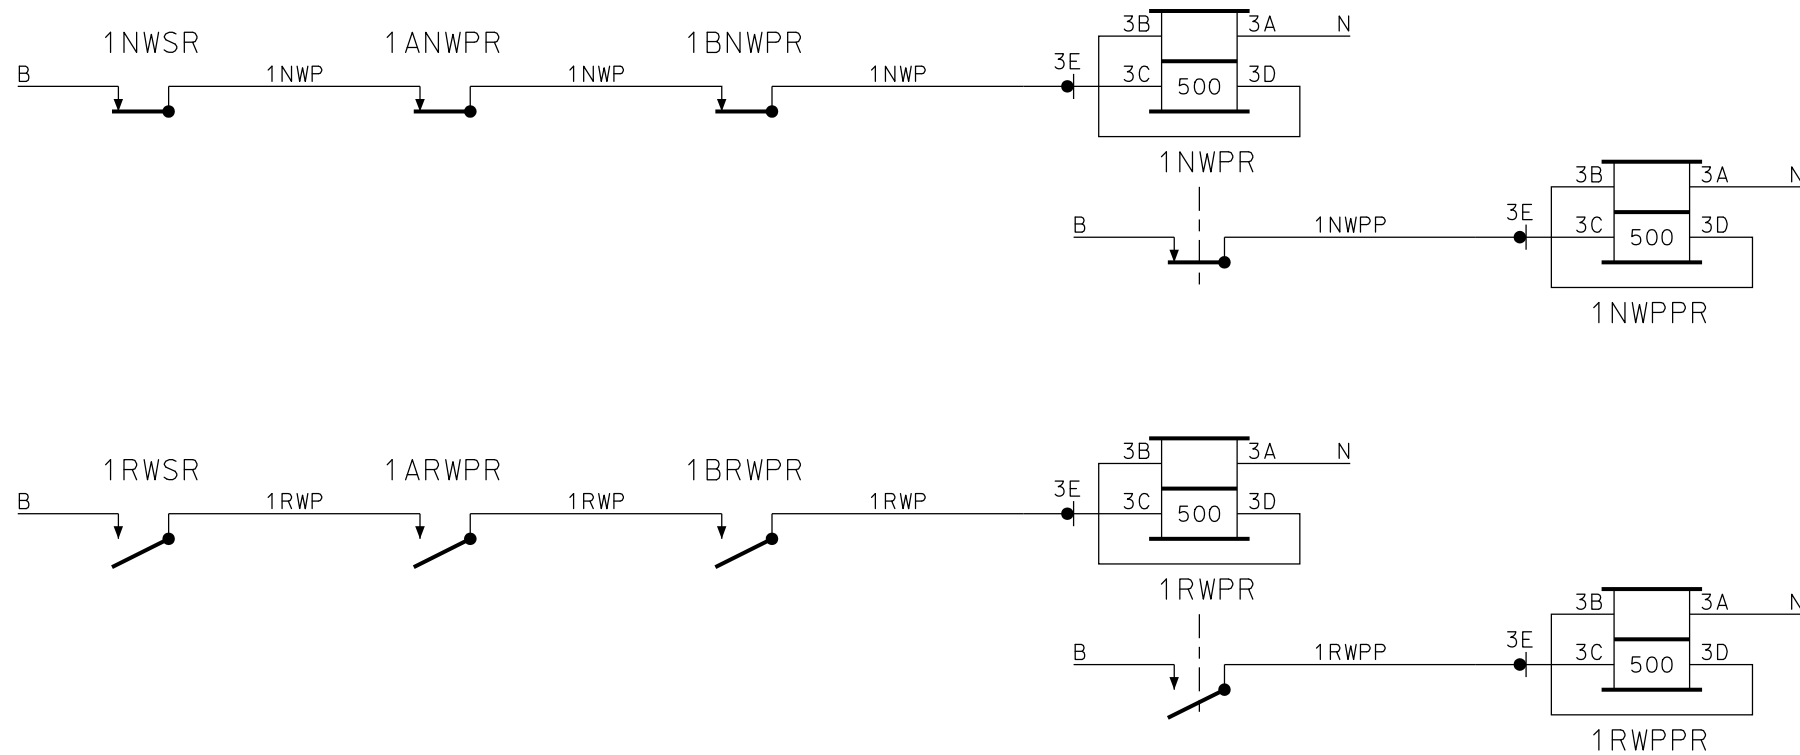 3B 3A N
1NWSR 1ANWPR 1BNWPR
3E
B 1NWP 1NWP 1NWP 3C 500 3D
1NWPR
3B 3A N
3E
B 1NWPP 3C 500 3D
1NWPPR
3B 3A N
1RWSR 1ARWPR 1BRWPR
3E
B 1RWP 1RWP 1RWP 3C 500 3D
1RWPR
3B 3A N
3E
B 1RWPP 3C 500 3D
1RWPPR